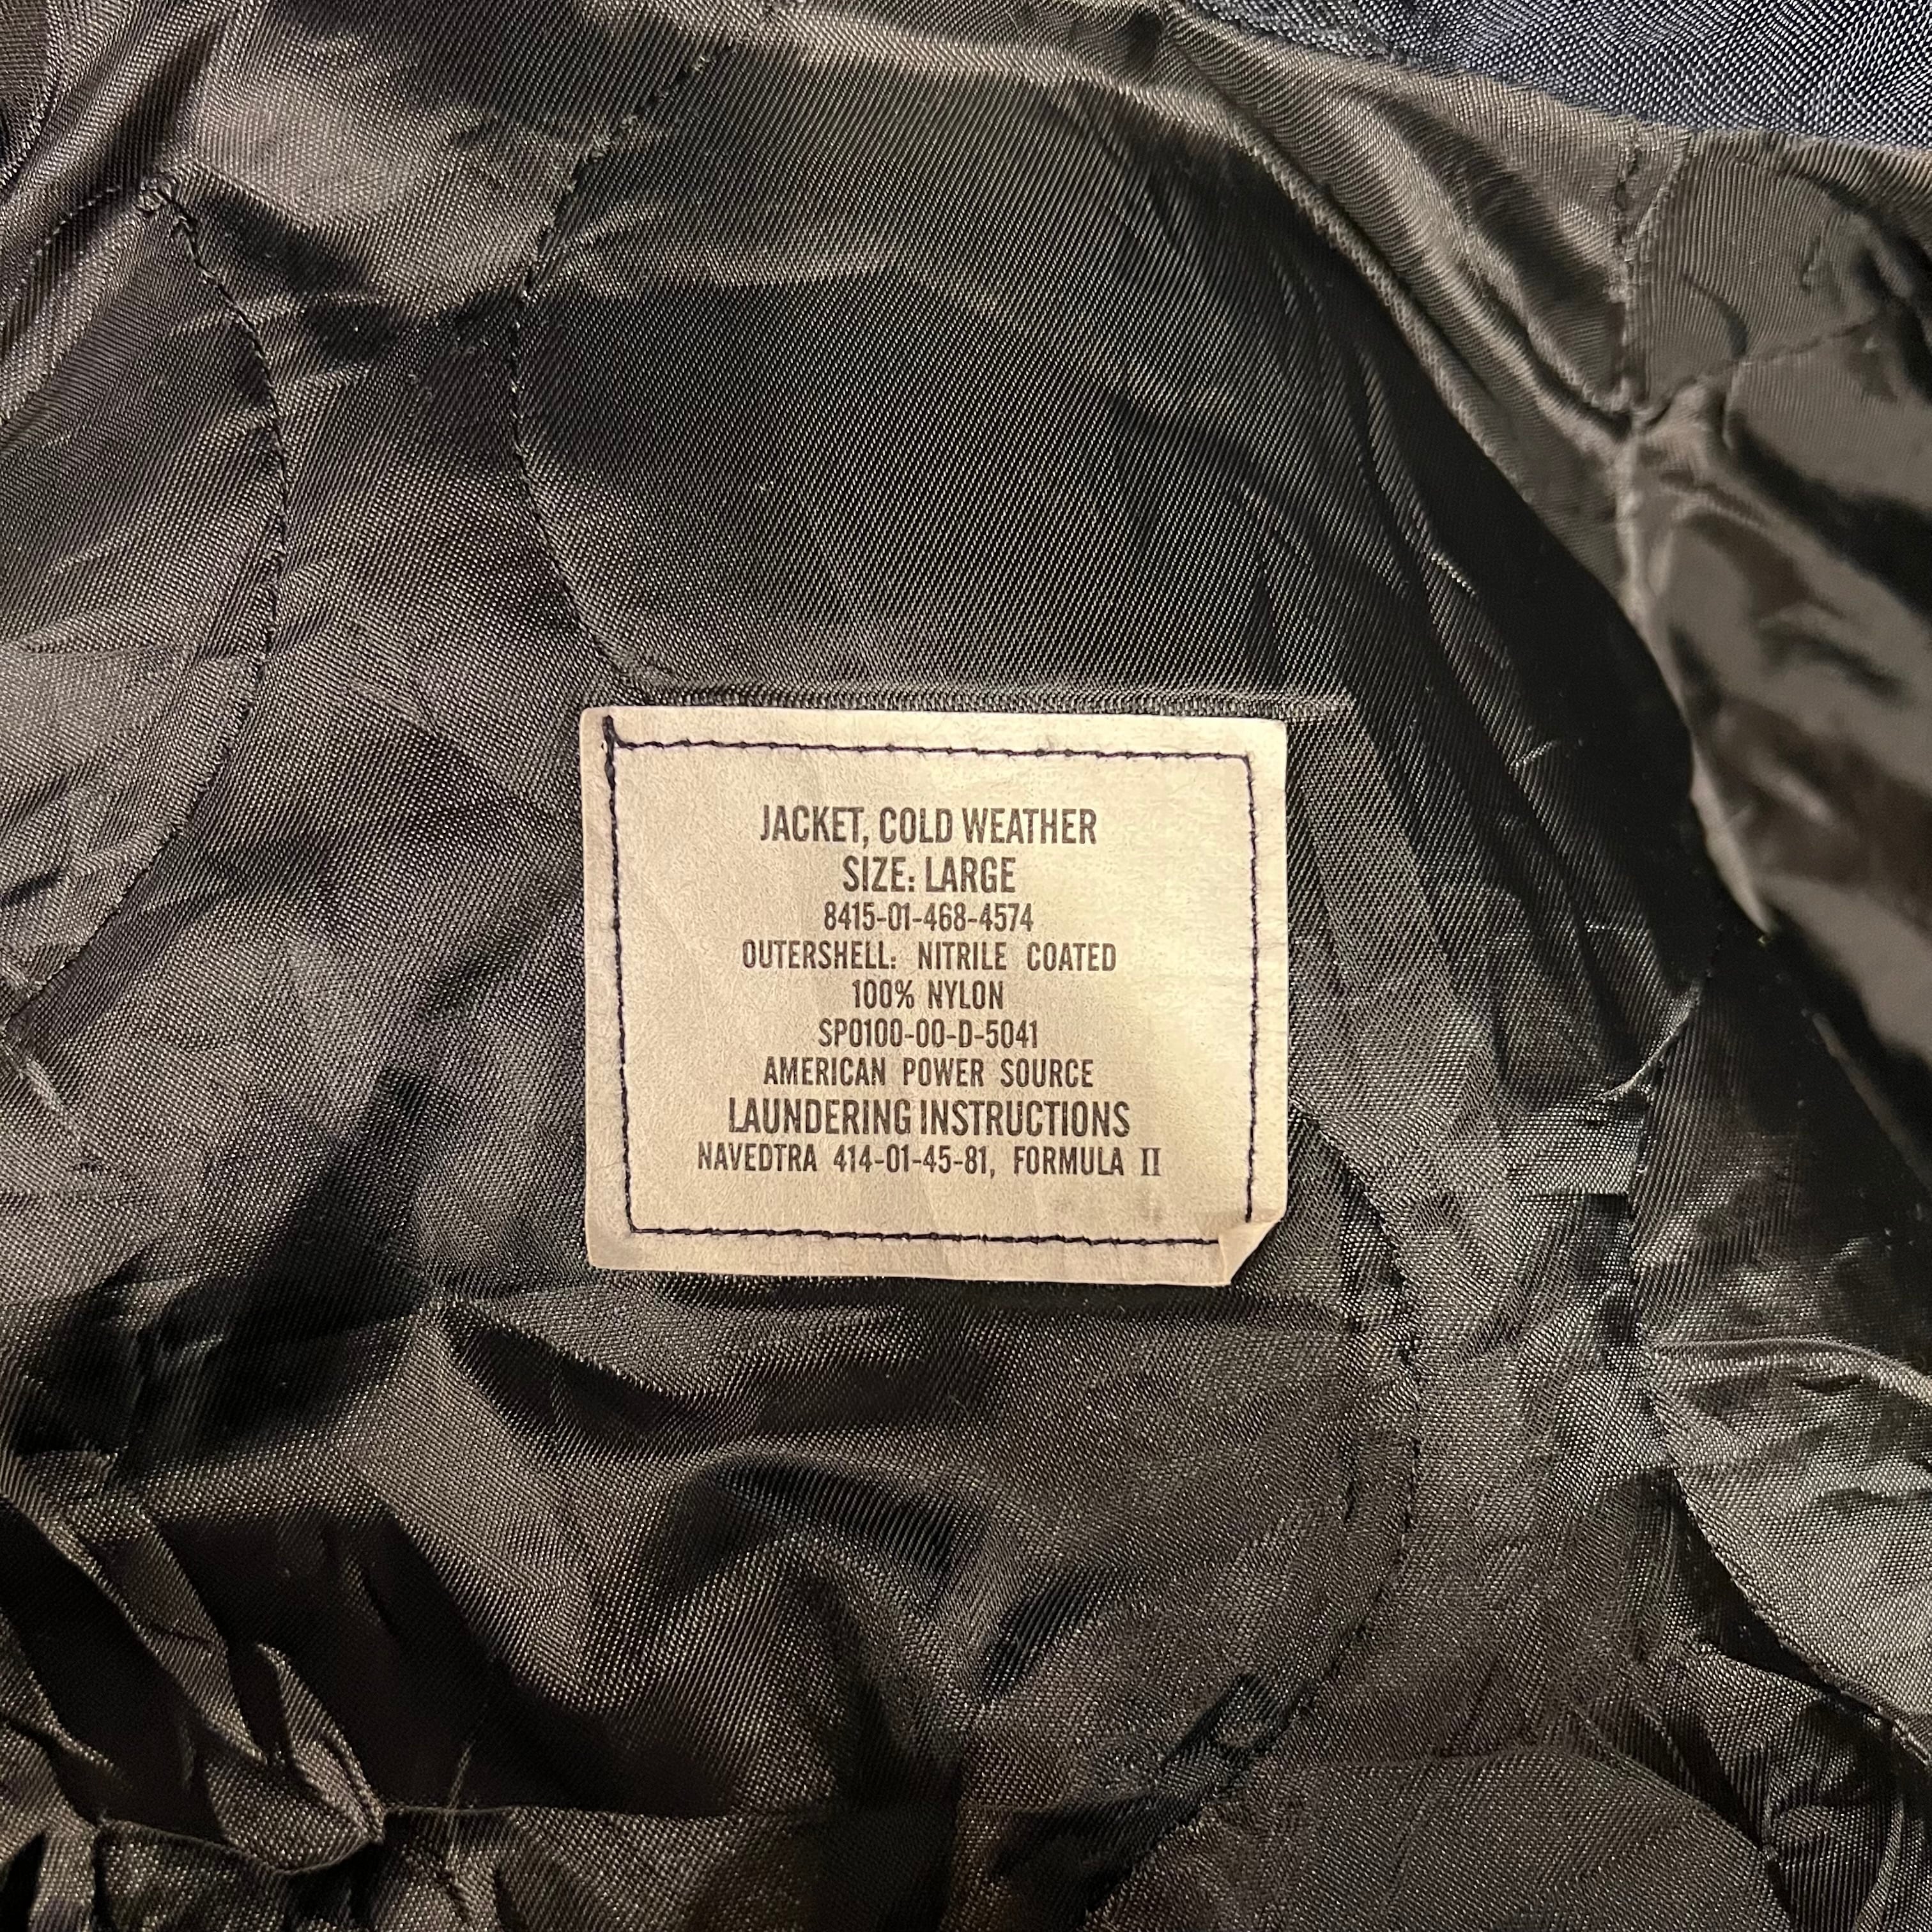 JACKET, COLD WEATHER
SIZE: LARGE
8415-01-468-4574
OUTERSHELL: NITRILE COATED
100% NYLON
SP0100-00-D-5041
AMERICAN POWER SOURCE
LAUNDERING INSTRUCTIONS
NAVEDTRA 414-01-45-81, FORMULA II